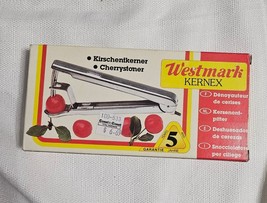 • Kirschentkerner
• Cherrystoner
Westmark
KERNEX
Dénoyauteur
de cerises
Kersenont-
pitter
Deshuesador
de cerezas
Snocciolatore
per ciliege
5
GARANTIE